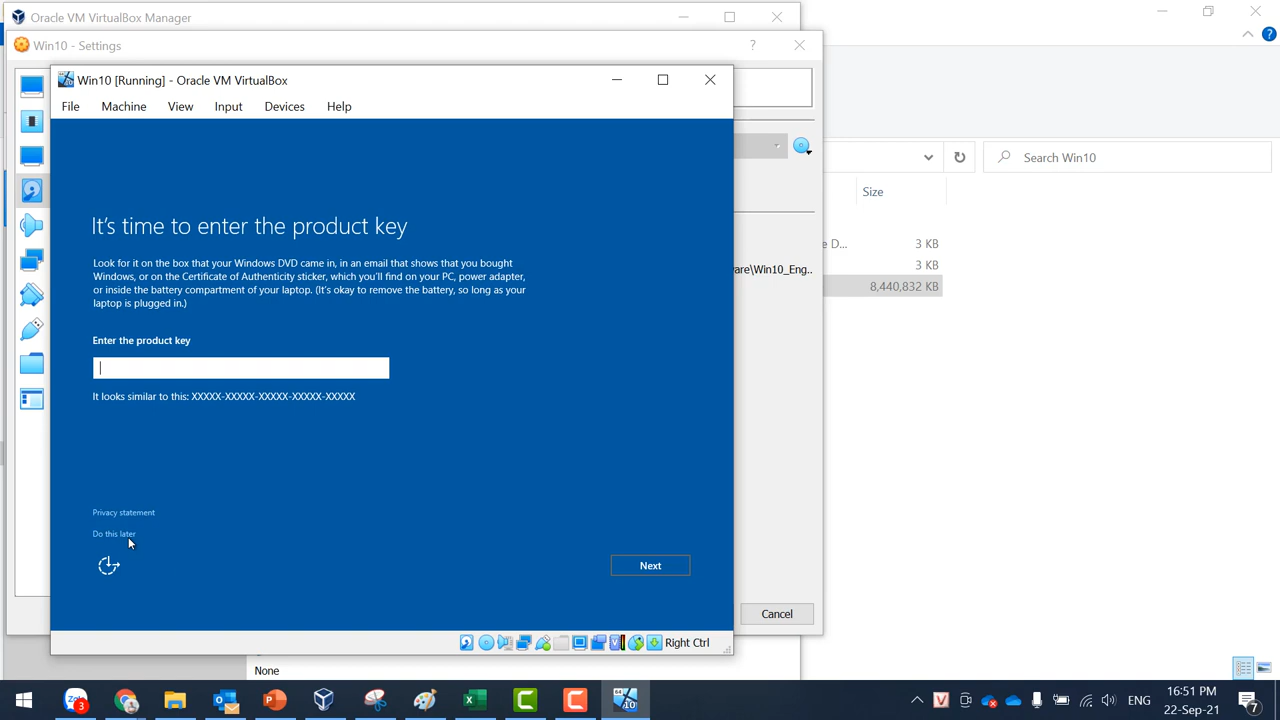 Oracle VM VirtualBox Manager
Win10 - Settings
?
?
Win10 [Running] - Oracle VM VirtualBox
File Machine View Input Devices Help
Search Win10
Size
It's time to enter the product key
e D... 3 KB
Look for it on the box that your Windows DVD came in, in an email that shows that you bought
Windows, or on the Certificate of Authenticity sticker, which you'll find on your PC, power adapter,
or inside the battery compartment of your laptop. (It's okay to remove the battery, so long as your
laptop is plugged in.)
3 KB
ware\Win10_Eng..
8,440,832 KB
Enter the product key
It looks similar to this: XXXXX-XXXXX-XXXXX-XXXXX-XXXXX
Privacy statement
Do this later
Next
Cancel
Right Ctrl
None
3
64
10
V
ENG
16:51 PM
22-Sep-21
7